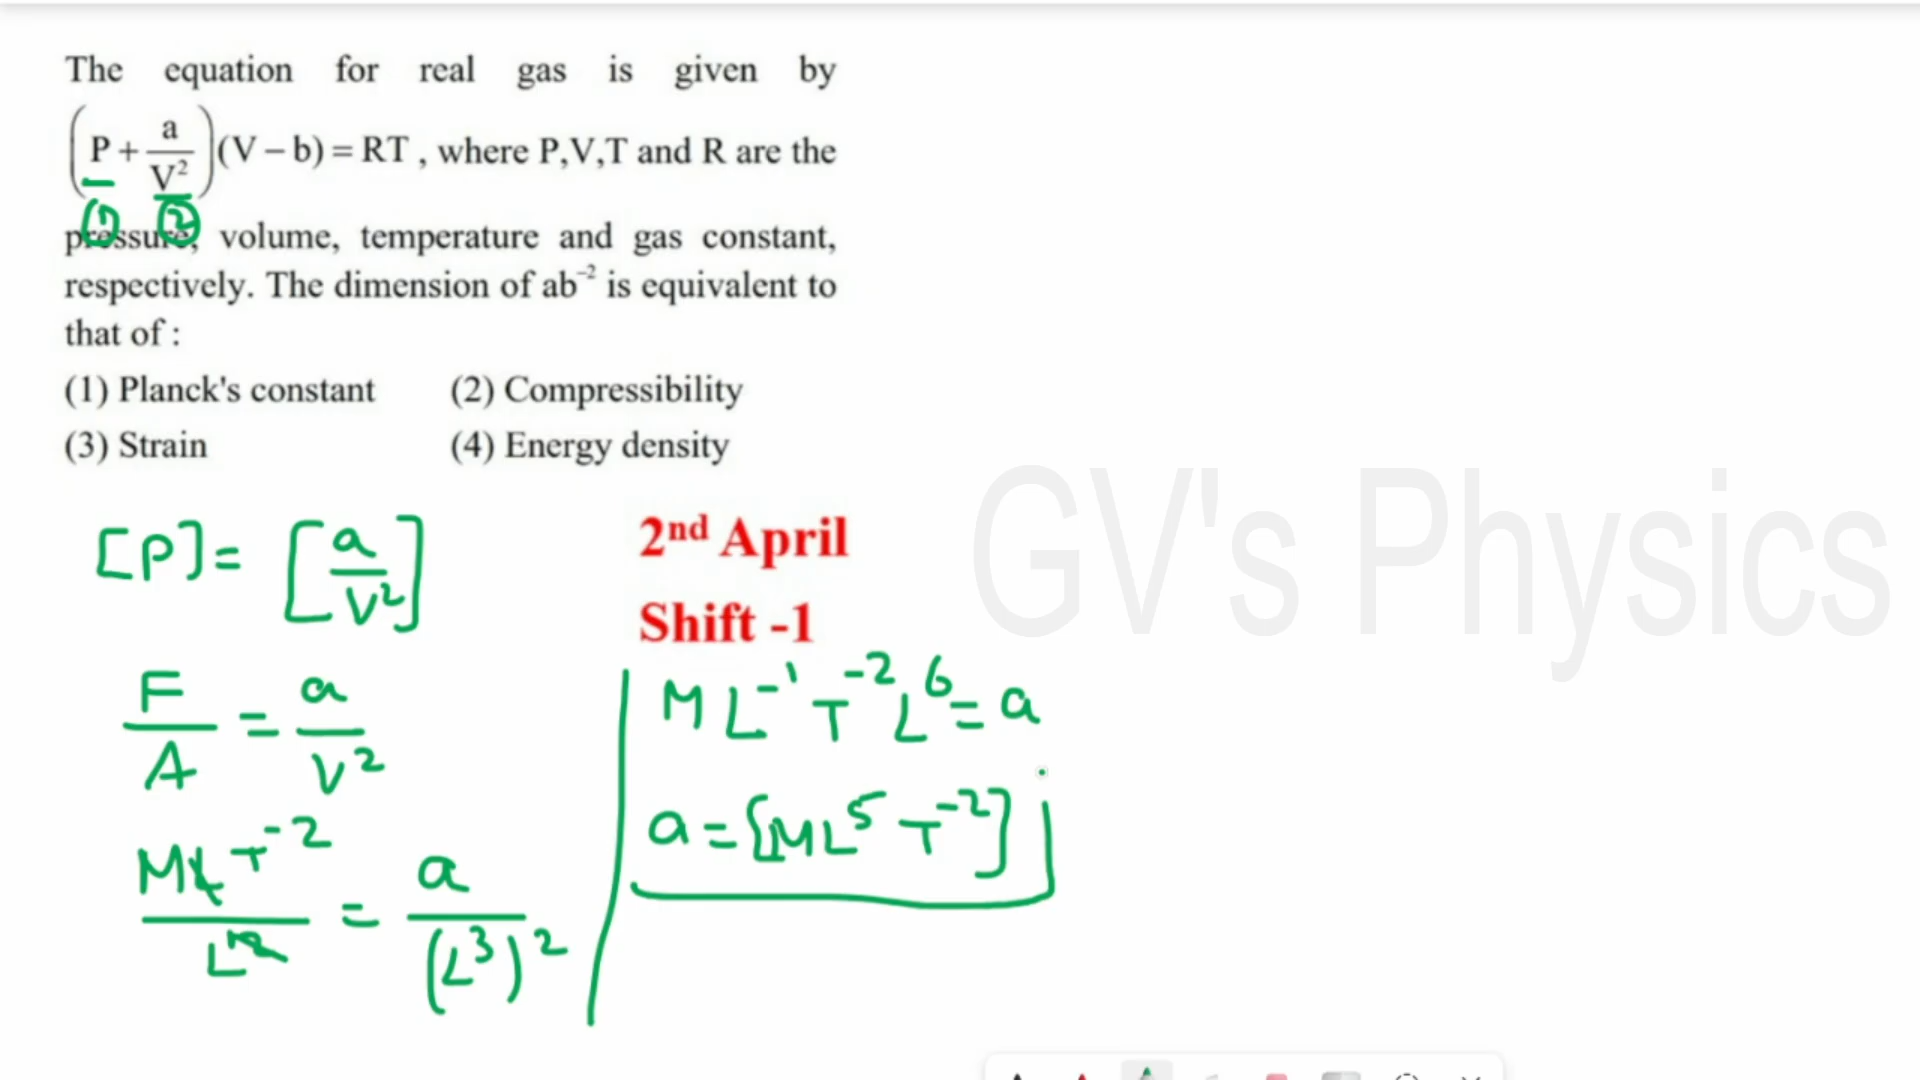 The equation for real gas is given by
(P + a/V²)(V – b) = RT , where P,V,T and R are the
① ②
pressure, volume, temperature and gas constant,
respectively. The dimension of ab⁻² is equivalent to
that of :
(1) Planck's constant (2) Compressibility
(3) Strain (4) Energy density
[P] = [a/V²]
F/A = a/V²
MLT⁻²/L² = a/(L³)²
2nd April
Shift -1
ML⁻¹T⁻²L⁶ = a
a = [ML⁵T⁻²]
GV's Physics